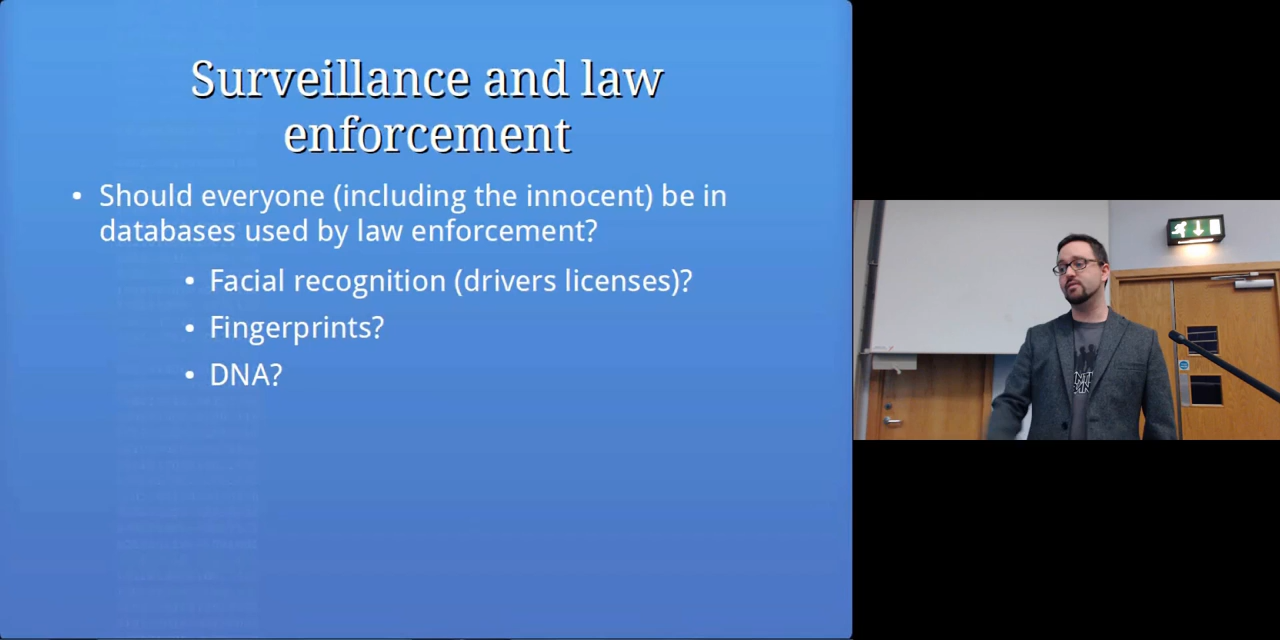 Surveillance and law
enforcement
• Should everyone (including the innocent) be in
databases used by law enforcement?
• Facial recognition (drivers licenses)?
• Fingerprints?
• DNA?